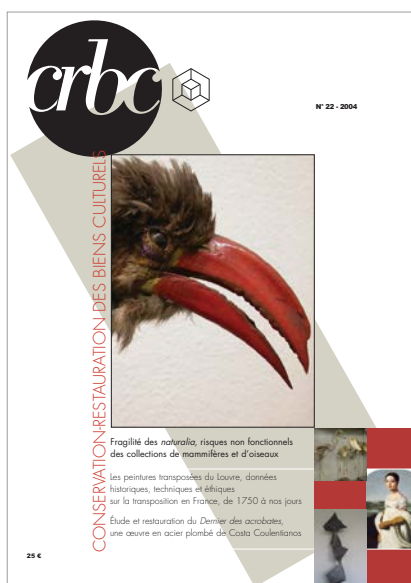 crbc
N° 22 - 2004
CONSERVATION-RESTAURATION DES BIENS CULTURELS
Fragilité des naturalia, risques non fonctionnels
des collections de mammifères et d'oiseaux
Les peintures transposées du Louvre, données
historiques, techniques et éthiques
sur la transposition en France, de 1750 à nos jours
Étude et restauration du Dernier des acrobates,
une œuvre en acier plombé de Costa Coulentianos
25 €